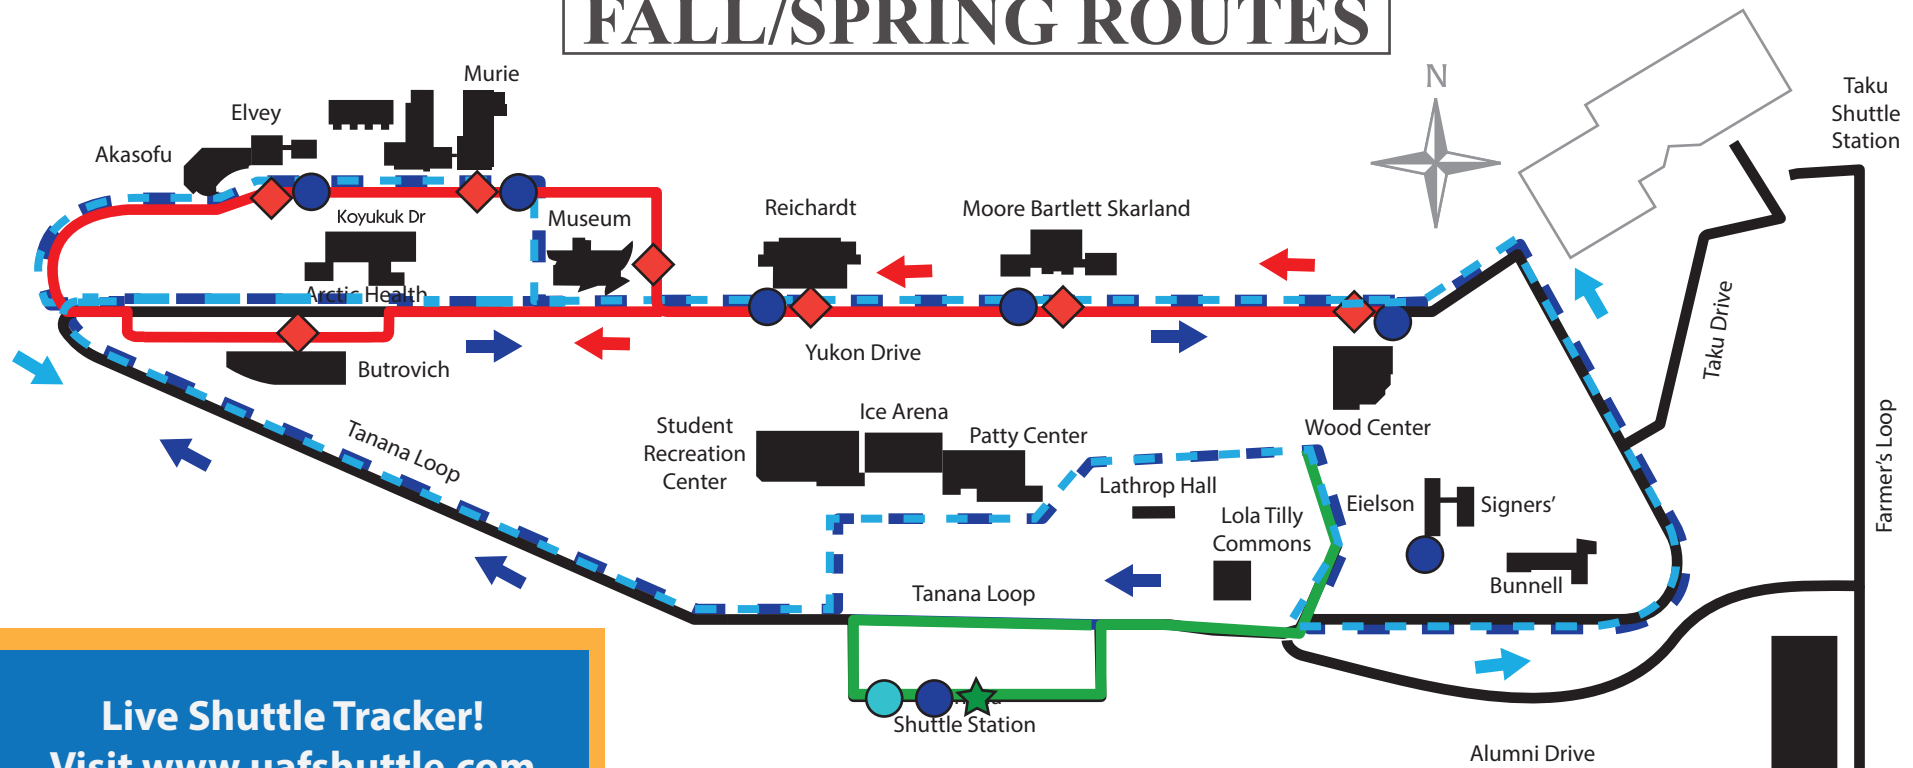 FALL/SPRING ROUTES
N
Taku
Shuttle
Station
Murie
Elvey
Akasofu
Koyukuk Dr
Museum
Reichardt
Moore Bartlett Skarland
Arctic Health
Butrovich
Yukon Drive
Taku Drive
Farmer's Loop
Tanana Loop
Student
Recreation
Center
Ice Arena
Patty Center
Wood Center
Lathrop Hall
Lola Tilly
Commons
Eielson
Signers'
Bunnell
Tanana Loop
Shuttle Station
Alumni Drive
Live Shuttle Tracker!
Visit www.uafshuttle.com